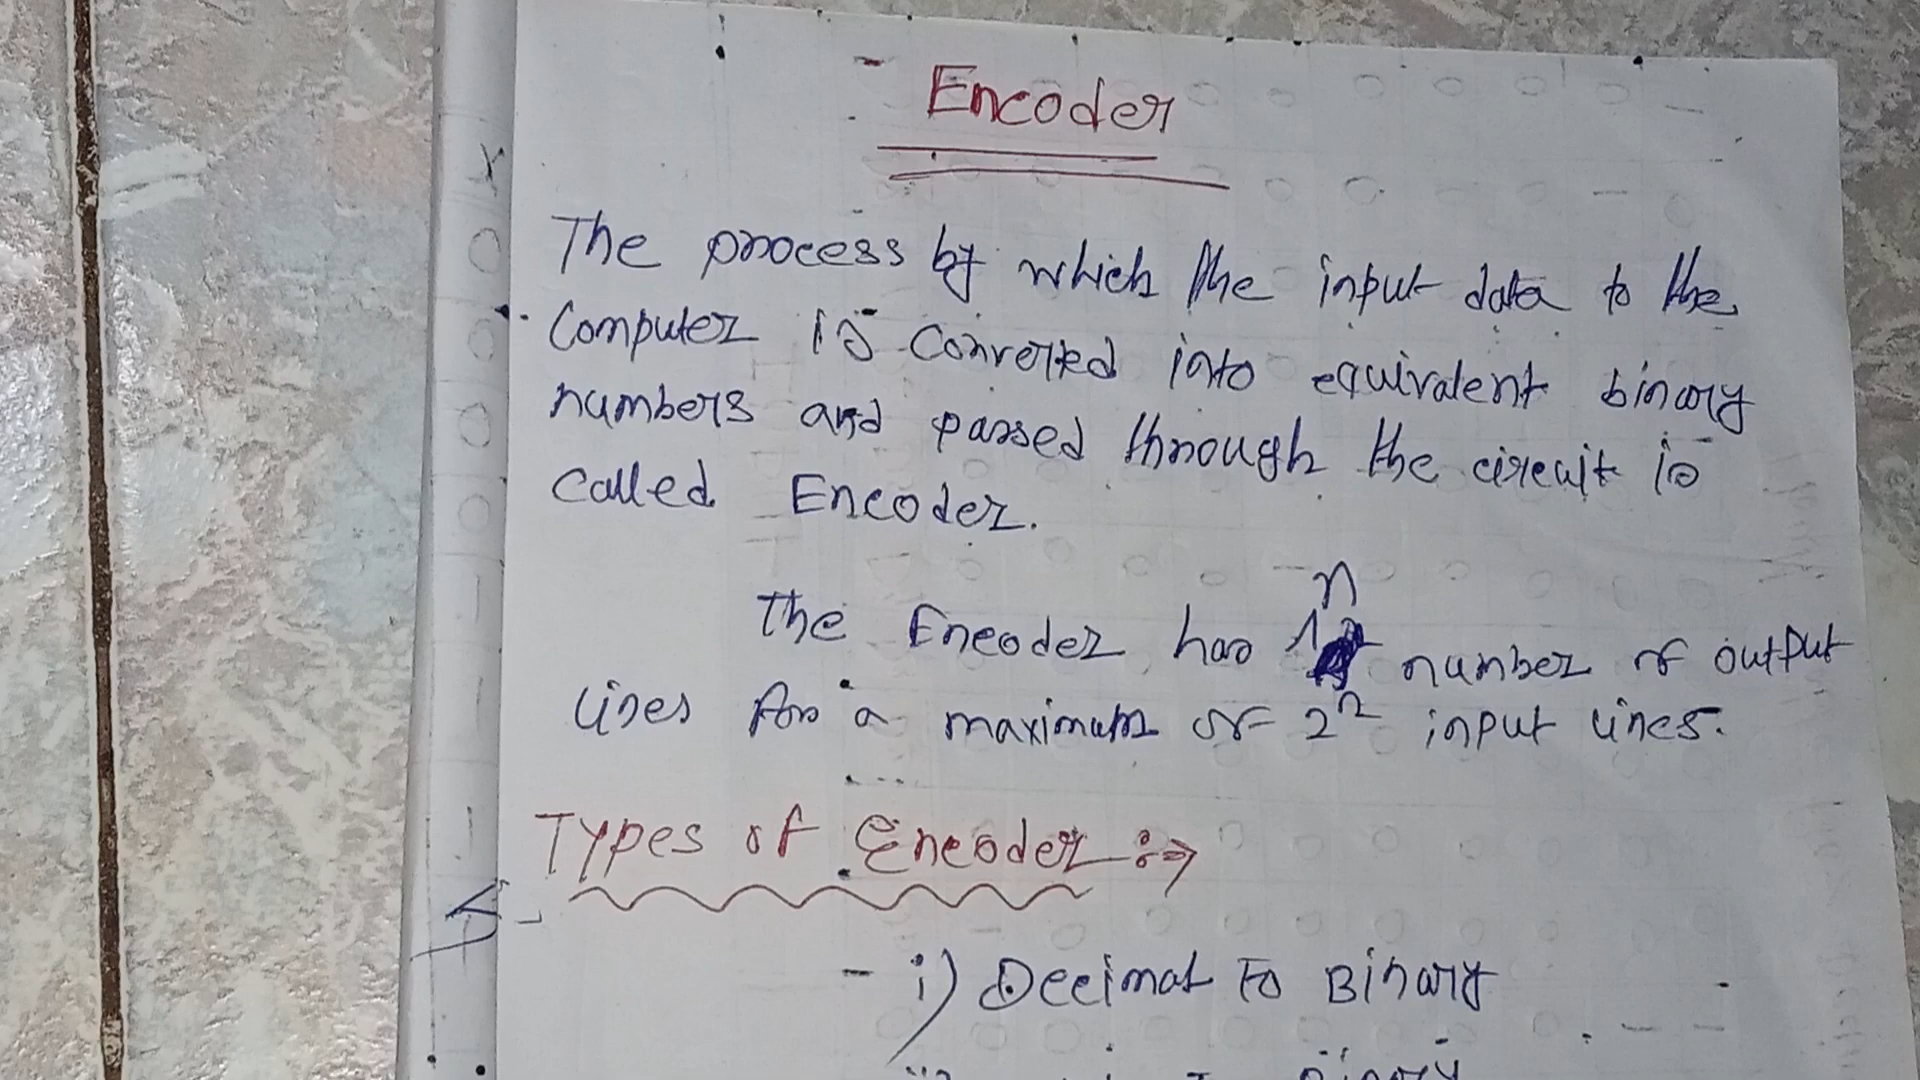 Encoder
The process by which the input data to the
Computer is converted into equivalent binary
numbers and passed through the circuit is
called Encoder.
n
The Encoder has number of output
lines for a maximum of 2ⁿ input lines.
Types of Encoder :→
i) Decimal To Binary
Binary